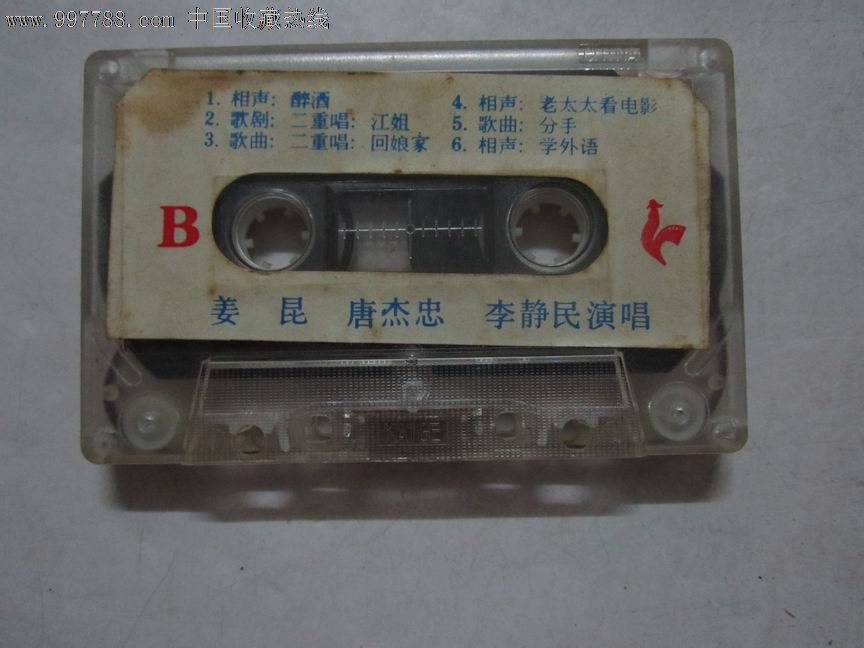 www.997788.com 中国收藏热线
1. 相声：醉酒
2. 歌剧：二重唱：江姐
3. 歌曲：二重唱：回娘家
4. 相声：老太太看电影
5. 歌曲：分手
6. 相声：学外语
B
姜昆 唐杰忠 李静民演唱